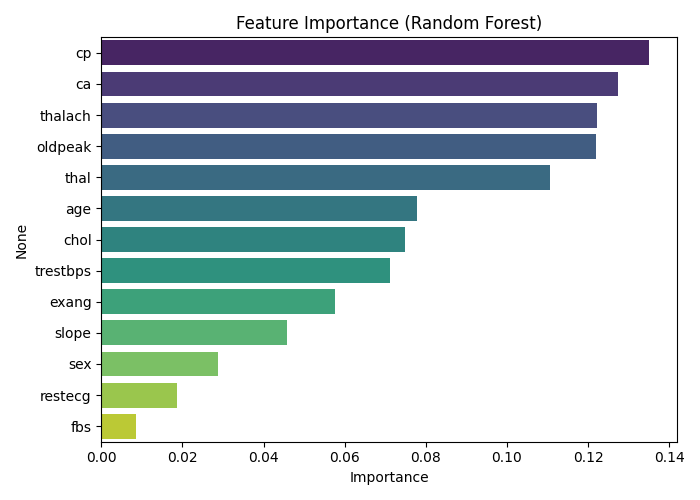 Feature Importance (Random Forest)
None
cp
ca
thalach
oldpeak
thal
age
chol
trestbps
exang
slope
sex
restecg
fbs
0.00 0.02 0.04 0.06 0.08 0.10 0.12 0.14
Importance